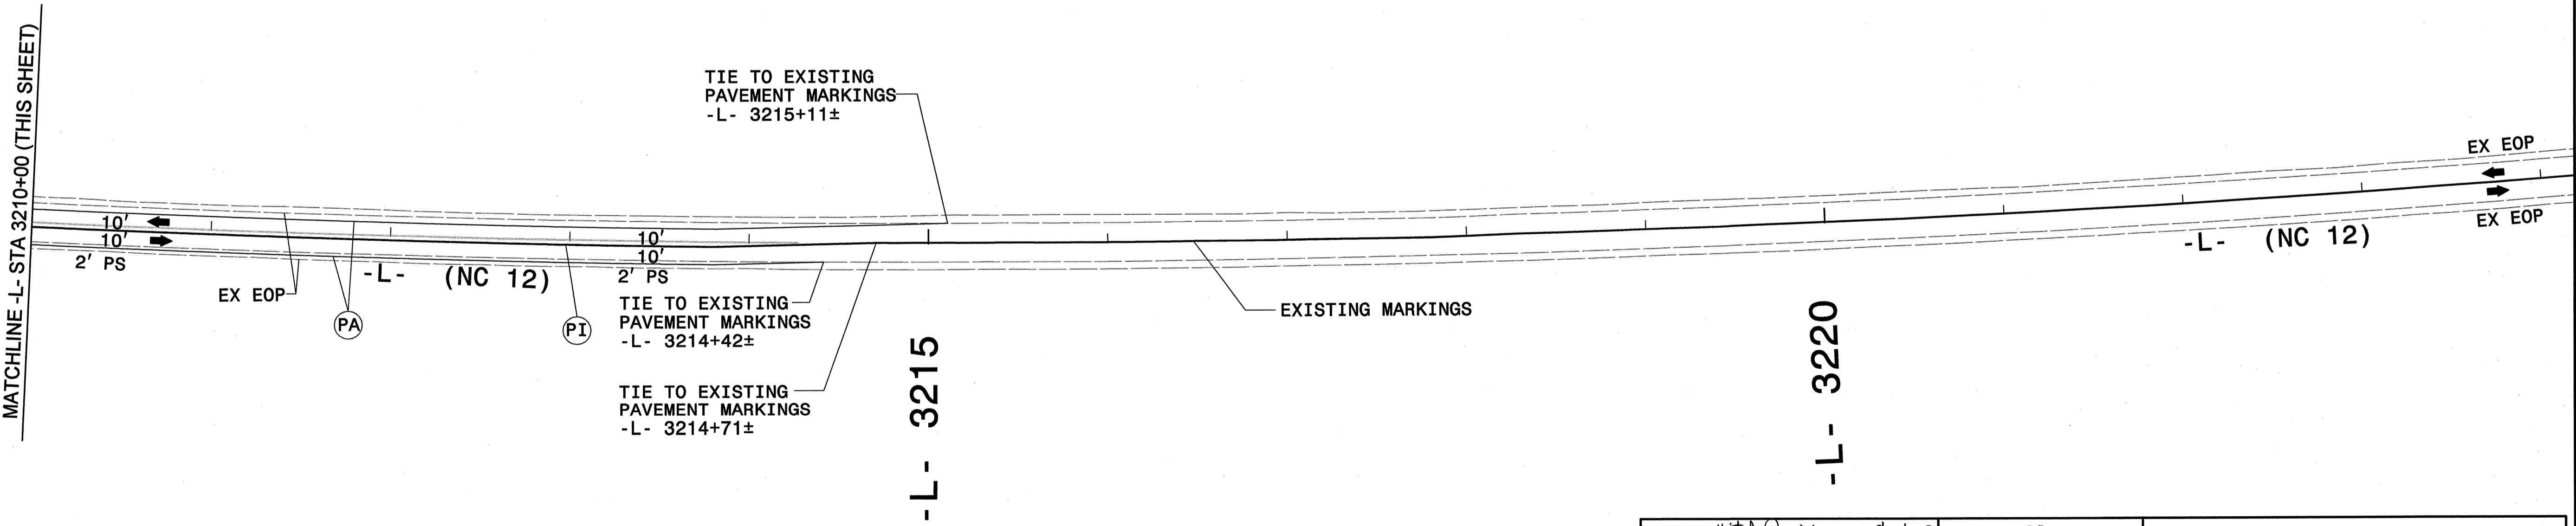 MATCHLINE -L- STA 3210+00 (THIS SHEET)
TIE TO EXISTING
PAVEMENT MARKINGS
-L- 3215+11±
EX EOP
10'
10'
2' PS
10'
10'
2' PS
-L- (NC 12)
EX EOP
PA
PI
TIE TO EXISTING
PAVEMENT MARKINGS
-L- 3214+42±
TIE TO EXISTING
PAVEMENT MARKINGS
-L- 3214+71±
-L- 3215
EXISTING MARKINGS
-L- 3220
-L- (NC 12)
EX EOP